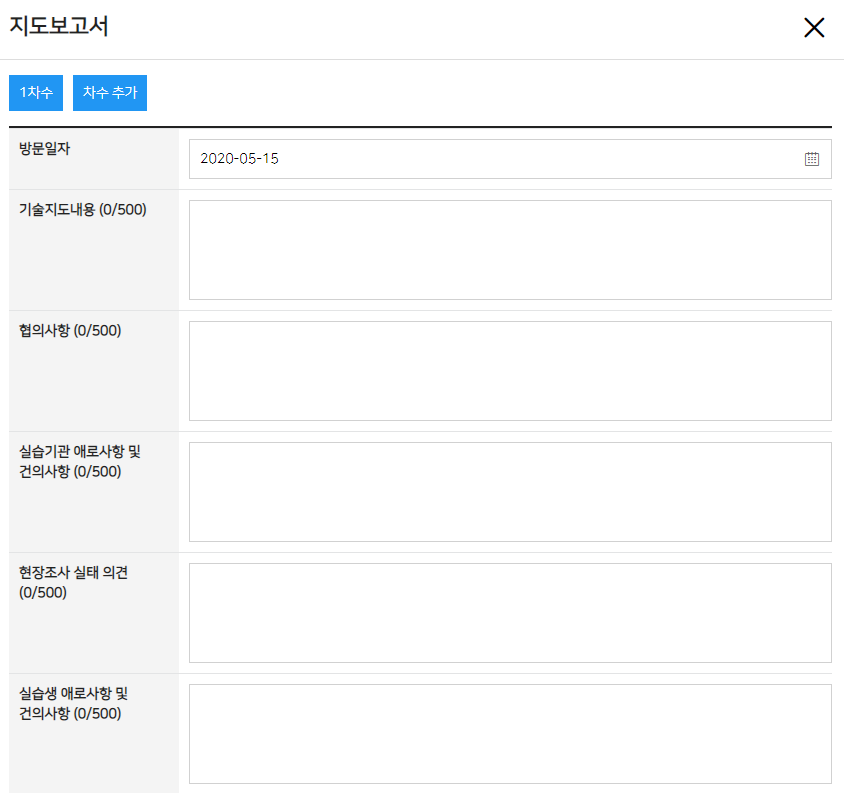 지도보고서
1차수 차수 추가
방문일자
2020-05-15
기술지도내용 (0/500)
협의사항 (0/500)
실습기관 애로사항 및
건의사항 (0/500)
현장조사 실태 의견
(0/500)
실습생 애로사항 및
건의사항 (0/500)